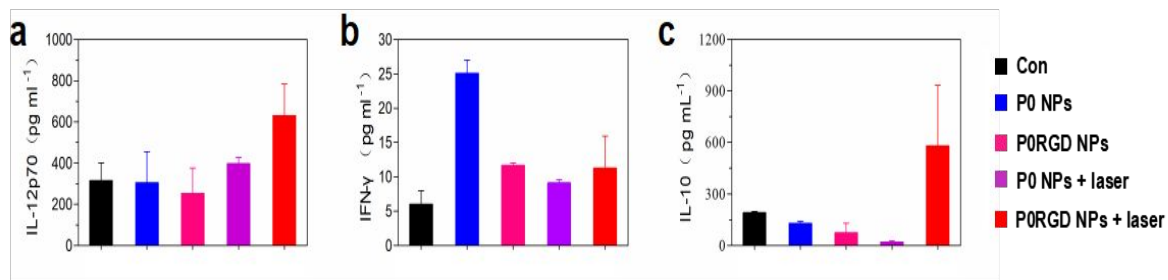 a
IL-12p70 (pg ml⁻¹)
1000
800
600
400
200
0
b
IFN-γ (pg ml⁻¹)
30
25
20
15
10
5
0
c
IL-10 (pg mL⁻¹)
1200
900
600
300
0
Con
P0 NPs
P0RGD NPs
P0 NPs + laser
P0RGD NPs + laser